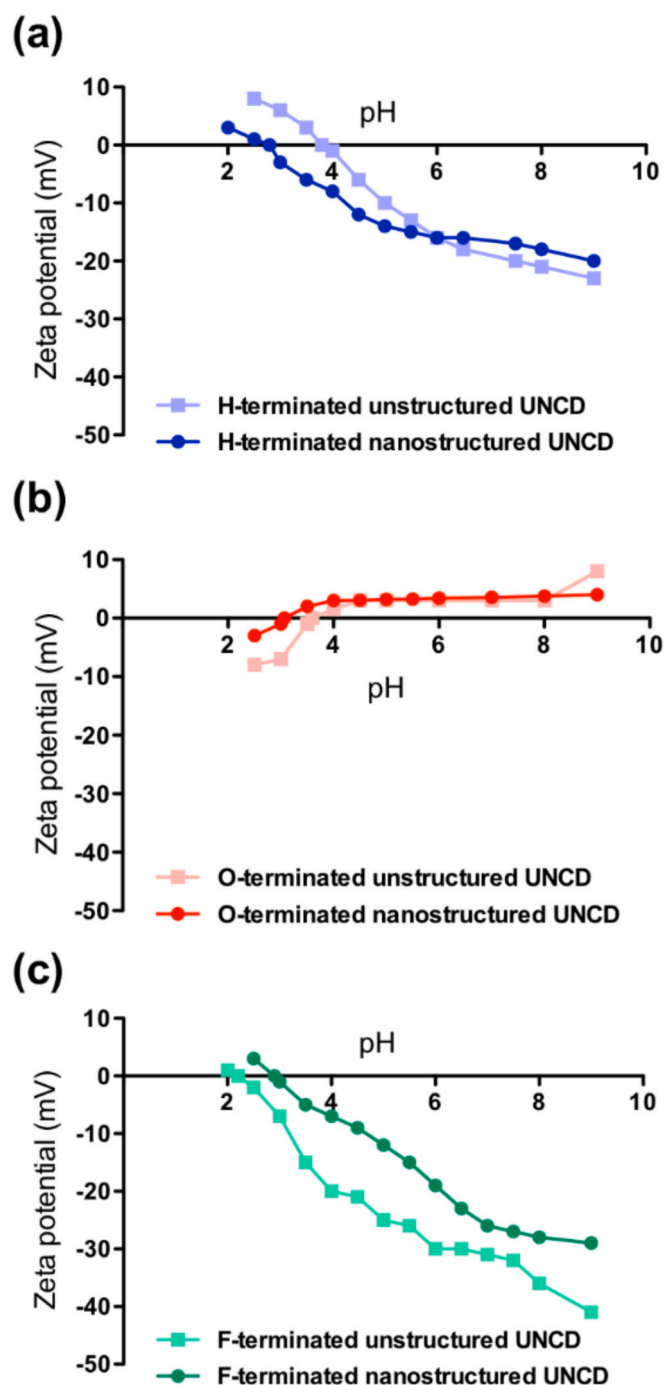 (a)
10
0
-10
-20
-30
-40
-50
Zeta potential (mV)
pH
2 4 6 8 10
H-terminated unstructured UNCD
H-terminated nanostructured UNCD
(b)
10
0
-10
-20
-30
-40
-50
Zeta potential (mV)
2 4 6 8 10
pH
O-terminated unstructured UNCD
O-terminated nanostructured UNCD
(c)
10
0
-10
-20
-30
-40
-50
Zeta potential (mV)
pH
2 4 6 8 10
F-terminated unstructured UNCD
F-terminated nanostructured UNCD